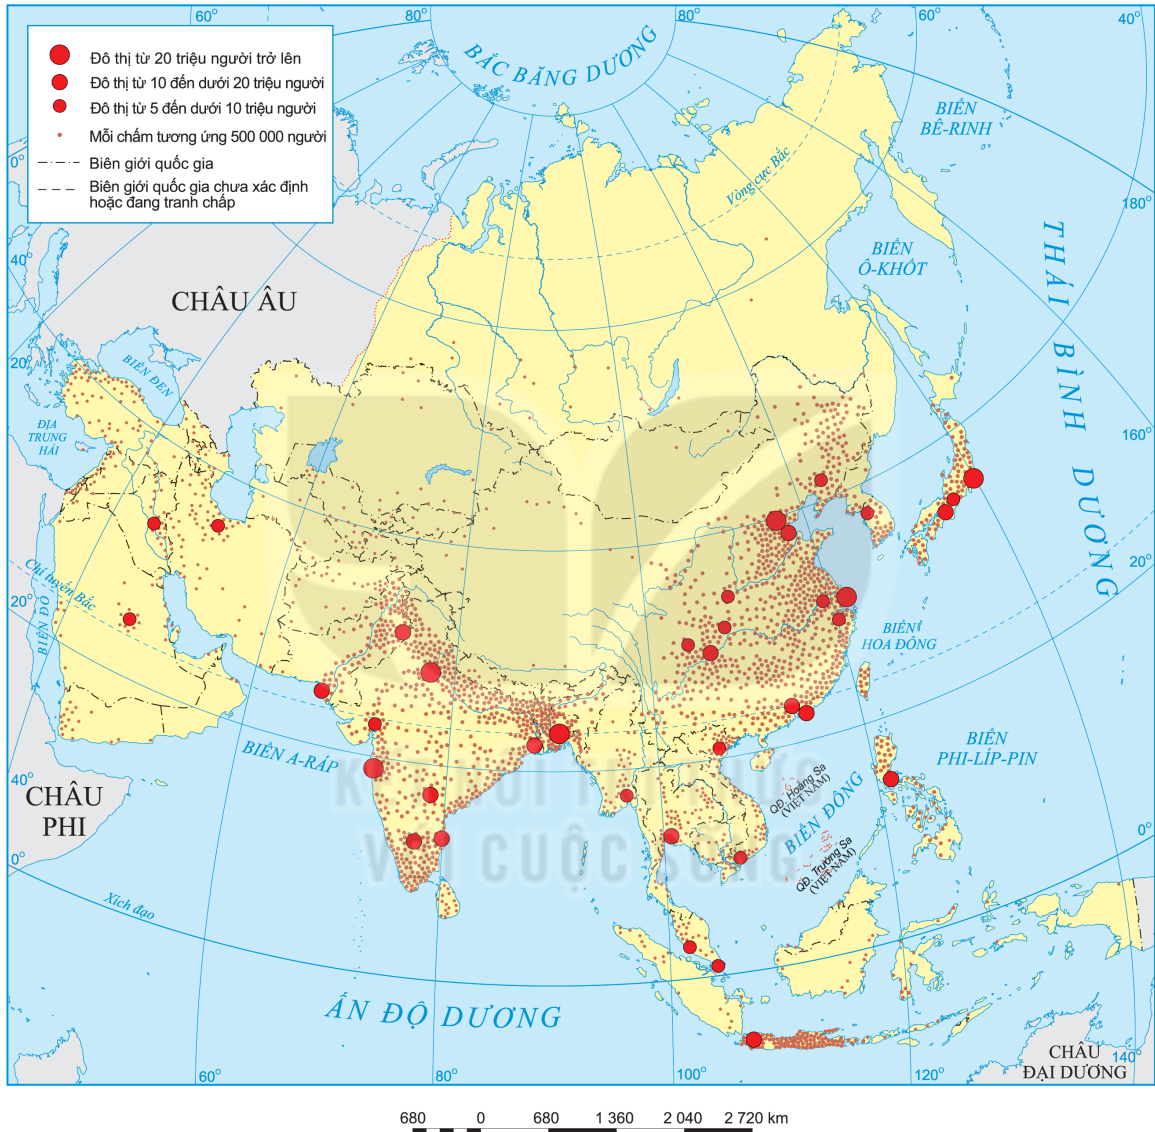 60°
80°
80°
60°
40°
Đô thị từ 20 triệu người trở lên
Đô thị từ 10 đến dưới 20 triệu người
Đô thị từ 5 đến dưới 10 triệu người
Mỗi chấm tương ứng 500 000 người
Biên giới quốc gia
Biên giới quốc gia chưa xác định
hoặc đang tranh chấp
BẮC BĂNG DƯƠNG
BIỂN
BÊ-RINH
Vòng cực Bắc
0°
180°
40°
BIỂN
Ô-KHỐT
THÁI BÌNH DƯƠNG
CHÂU ÂU
20°
BIỂN ĐEN
ĐỊA
TRUNG
HẢI
160°
20°
Chí tuyến Bắc
20°
BIỂN ĐỎ
BIỂN
HOA ĐÔNG
BIỂN A-RÁP
BIỂN
PHI-LÍP-PIN
KẾT NỐI TRI THỨC
VỚI CUỘC SỐNG
QĐ. Hoàng Sa
(VIỆT NAM)
BIỂN ĐÔNG
QĐ. Trường Sa
(VIỆT NAM)
40°
CHÂU
PHI
0°
0°
Xích đạo
ẤN ĐỘ DƯƠNG
CHÂU
ĐẠI DƯƠNG
140°
60°
80°
100°
120°
680 0 680 1 360 2 040 2 720 km